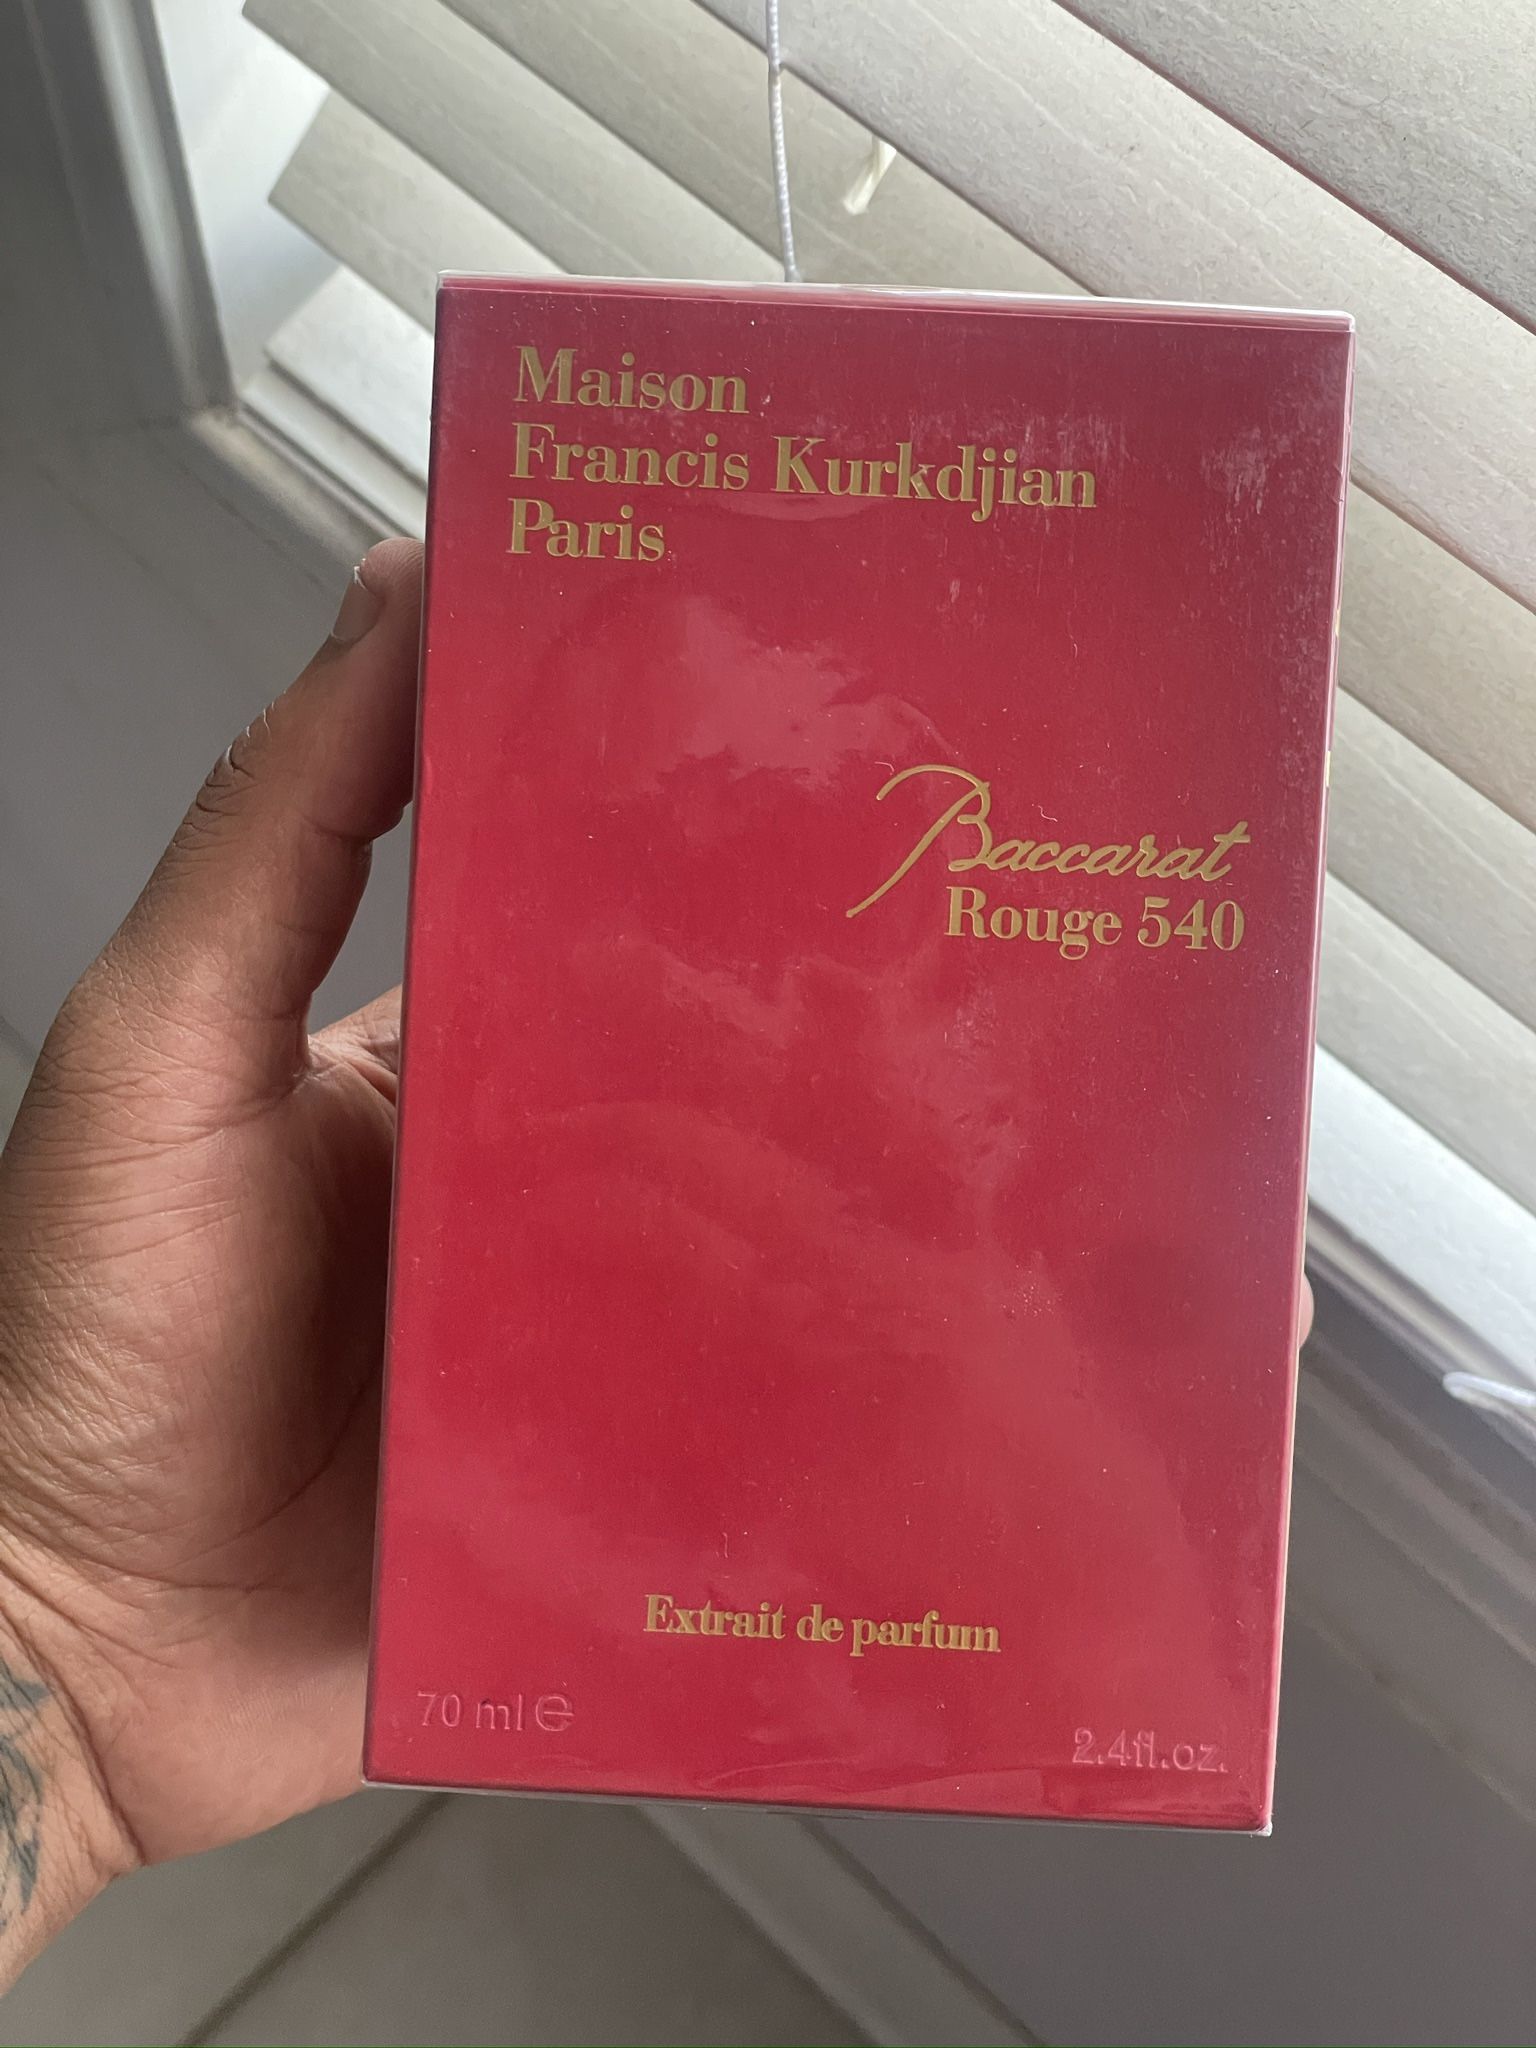 Maison
Francis Kurkdjian
Paris
Baccarat
Rouge 540
Extrait de parfum
70 ml ℮
2.4fl.oz.